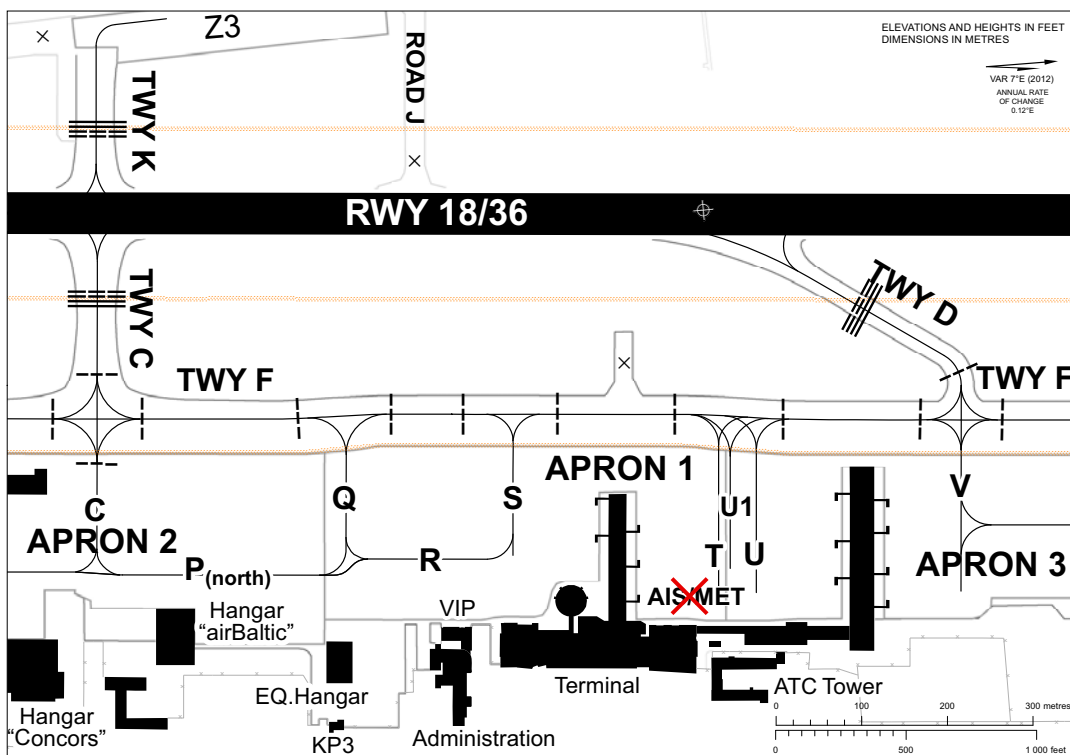 Z3
ROAD J
ELEVATIONS AND HEIGHTS IN FEET
DIMENSIONS IN METRES
VAR 7°E (2012)
ANNUAL RATE
OF CHANGE
0.12°E
TWY K
RWY 18/36
TWY C
TWY D
TWY F
TWY F
APRON 1
Q
S
U1
V
C
APRON 2
T
U
R
P(north)
APRON 3
AIS/MET
Hangar
"airBaltic"
VIP
EQ.Hangar
Terminal
ATC Tower
Hangar
"Concors"
KP3
Administration
0 100 200 300 metres
0 500 1 000 feet